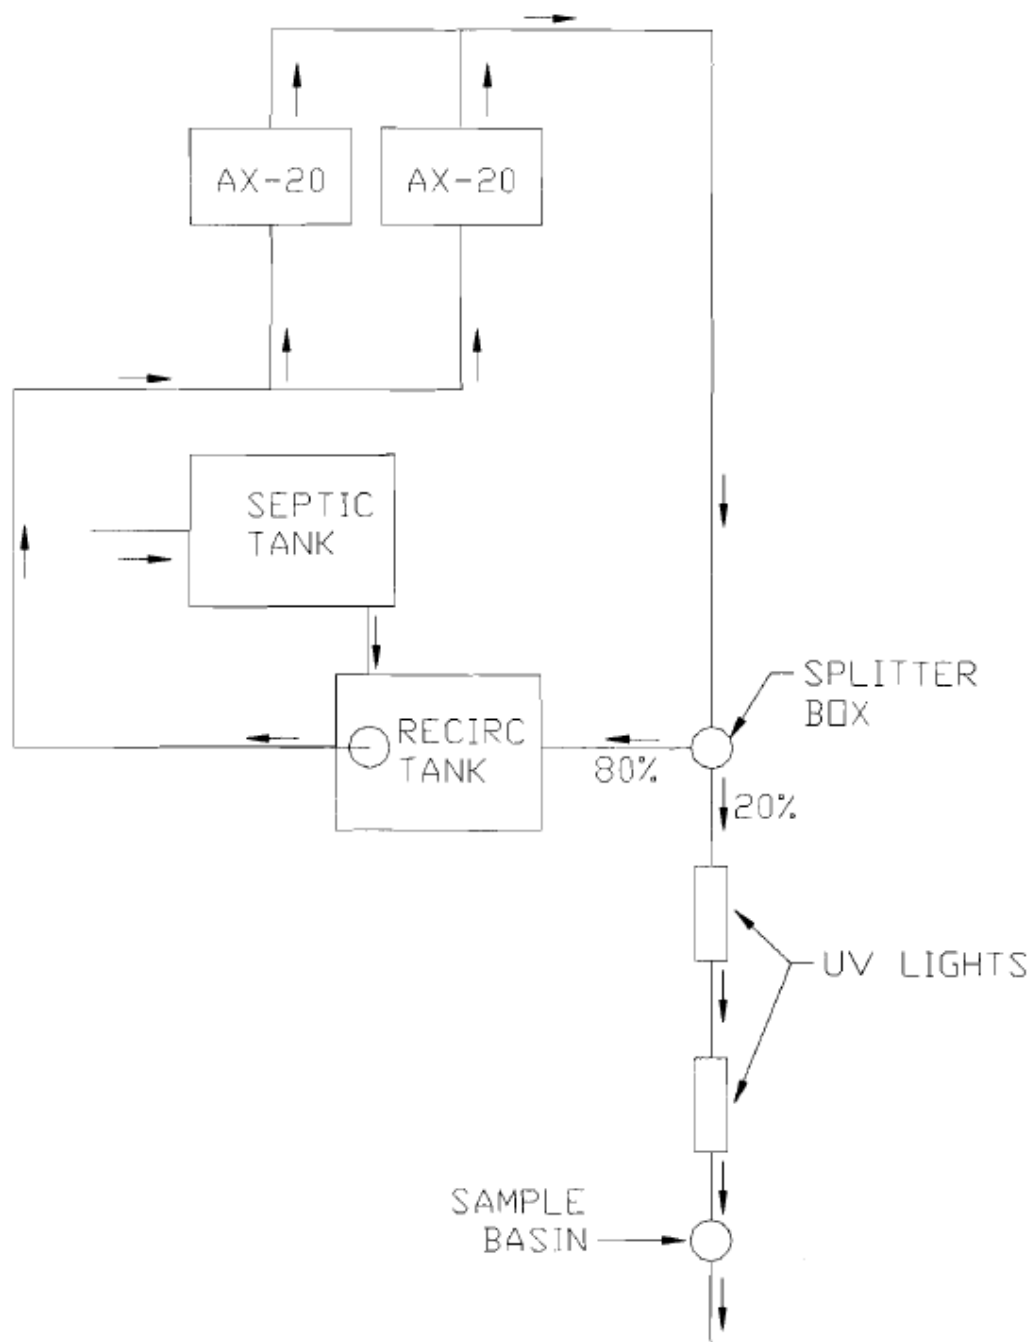 AX-20
AX-20
SEPTIC
TANK
SPLITTER
BOX
RECIRC
TANK
80%
20%
UV LIGHTS
SAMPLE
BASIN